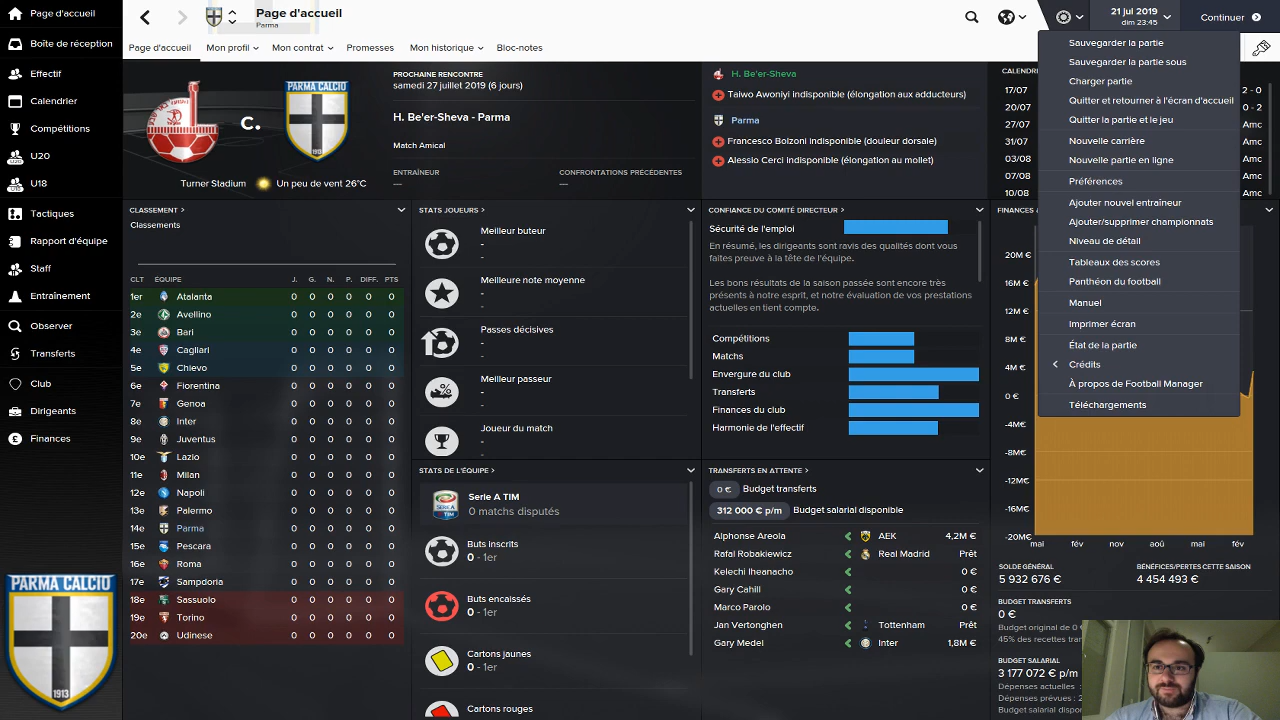 Page d'accueil
Boîte de réception
Effectif
Calendrier
Compétitions
U20
U18
Tactiques
Rapport d'équipe
Staff
Entraînement
Observer
Transferts
Club
Dirigeants
Finances
PARMA CALCIO
1913
Page d'accueil
Parma
21 jul 2019
dim 23:45
Continuer
Page d'accueil
Mon profil
Mon contrat
Promesses
Mon historique
Bloc-notes
c.
PARMA CALCIO
1913
Turner Stadium
Un peu de vent 26°C
PROCHAINE RENCONTRE
samedi 27 juillet 2019 (6 jours)
H. Be'er-Sheva - Parma
Match Amical
ENTRAÎNEUR
CONFRONTATIONS PRÉCÉDENTES
—
—
H. Be'er-Sheva
Taiwo Awoniyi indisponible (élongation aux adducteurs)
Parma
Francesco Bolzoni indisponible (douleur dorsale)
Alessio Cerci indisponible (élongation au mollet)
CALENDRI
17/07 2 - 0
20/07 0 - 2
27/07 Amc
31/07 Amc
03/08 Amc
07/08 Amc
10/08 Amc
Sauvegarder la partie
Sauvegarder la partie sous
Charger partie
Quitter et retourner à l'écran d'accueil
Quitter la partie et le jeu
Nouvelle carrière
Nouvelle partie en ligne
Préférences
Ajouter nouvel entraîneur
Ajouter/supprimer championnats
Niveau de détail
Tableaux des scores
Panthéon du football
Manuel
Imprimer écran
État de la partie
Crédits
À propos de Football Manager
Téléchargements
CLASSEMENT >
Classements
CLT ÉQUIPE J. G. N. P. DIFF. PTS
1er Atalanta 0 0 0 0 0 0
2e Avellino 0 0 0 0 0 0
3e Bari 0 0 0 0 0 0
4e Cagliari 0 0 0 0 0 0
5e Chievo 0 0 0 0 0 0
6e Fiorentina 0 0 0 0 0 0
7e Genoa 0 0 0 0 0 0
8e Inter 0 0 0 0 0 0
9e Juventus 0 0 0 0 0 0
10e Lazio 0 0 0 0 0 0
11e Milan 0 0 0 0 0 0
12e Napoli 0 0 0 0 0 0
13e Palermo 0 0 0 0 0 0
14e Parma 0 0 0 0 0 0
15e Pescara 0 0 0 0 0 0
16e Roma 0 0 0 0 0 0
17e Sampdoria 0 0 0 0 0 0
18e Sassuolo 0 0 0 0 0 0
19e Torino 0 0 0 0 0 0
20e Udinese 0 0 0 0 0 0
STATS JOUEURS >
Meilleur buteur
-
Meilleure note moyenne
-
Passes décisives
-
Meilleur passeur
-
Joueur du match
-
STATS DE L'ÉQUIPE >
Serie A TIM
0 matchs disputés
Buts inscrits
0 - 1er
Buts encaissés
0 - 1er
Cartons jaunes
0 - 1er
Cartons rouges
CONFIANCE DU COMITÉ DIRECTEUR >
Sécurité de l'emploi
En résumé, les dirigeants sont ravis des qualités dont vous
faites preuve à la tête de l'équipe.
Les bons résultats de la saison passée sont encore très
présents à notre esprit, et notre évaluation de vos prestations
actuelles en tient compte.
Compétitions
Matchs
Envergure du club
Transferts
Finances du club
Harmonie de l'effectif
TRANSFERTS EN ATTENTE >
0 € Budget transferts
312 000 € p/m Budget salarial disponible
Alphonse Areola AEK 4,2M€
Rafal Robakiewicz Real Madrid Prêt
Kelechi Iheanacho 0 €
Gary Cahill 0 €
Marco Parolo 0 €
Jan Vertonghen Tottenham Prêt
Gary Medel Inter 1,8M€
FINANCES &
20M€
16M€
12M€
8M€
4M€
0 €
-4M€
-8M€
-12M€
-16M€
-20M€
mai fév nov aoû mai fév
SOLDE GÉNÉRAL
5 932 676 €
BÉNÉFICES/PERTES CETTE SAISON
4 454 493 €
BUDGET TRANSFERTS
0 €
Budget original de 0 €
45% des recettes tran
BUDGET SALARIAL
3 177 072 € p/m
Dépenses actuelles :
Dépenses prévues : 2
Budget salarial dispon